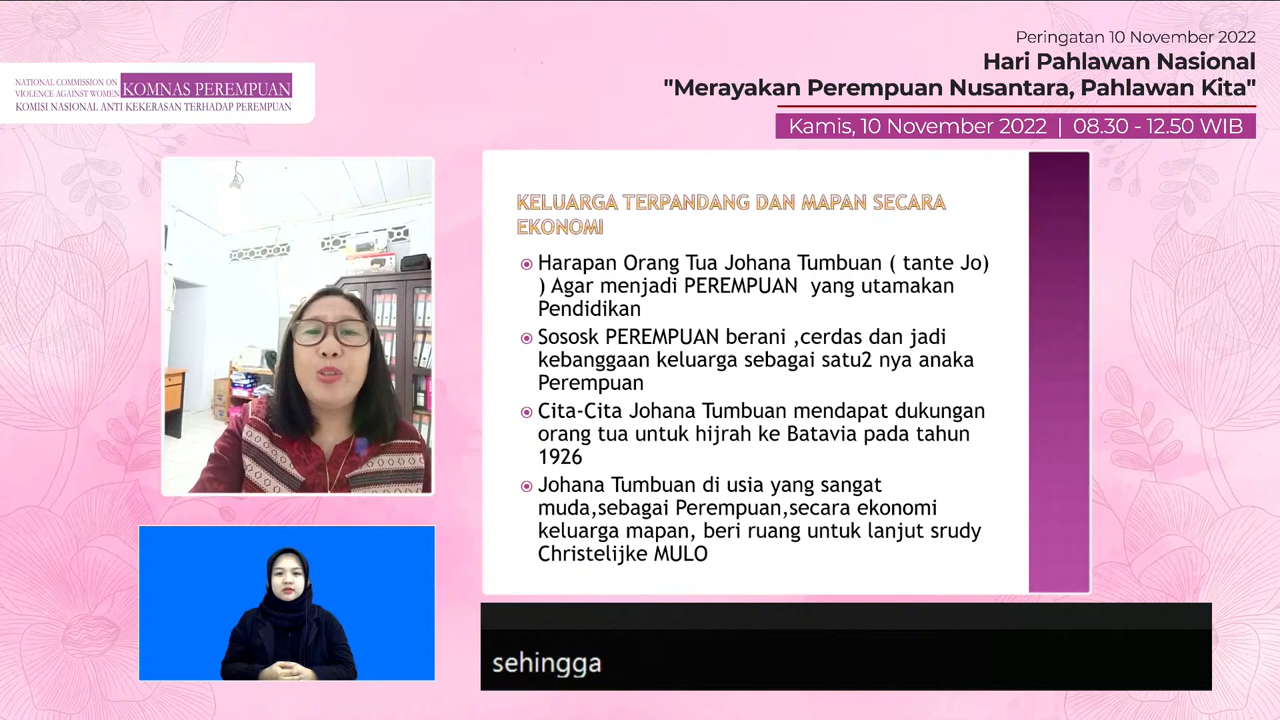 Peringatan 10 November 2022
Hari Pahlawan Nasional
"Merayakan Perempuan Nusantara, Pahlawan Kita"
Kamis, 10 November 2022 | 08.30 - 12.50 WIB
NATIONAL COMMISSION ON
VIOLENCE AGAINST WOMEN
KOMNAS PEREMPUAN
KOMISI NASIONAL ANTI KEKERASAN TERHADAP PEREMPUAN
KELUARGA TERPANDANG DAN MAPAN SECARA
EKONOMI
Harapan Orang Tua Johana Tumbuan ( tante Jo)
) Agar menjadi PEREMPUAN yang utamakan
Pendidikan
Sososk PEREMPUAN berani ,cerdas dan jadi
kebanggaan keluarga sebagai satu2 nya anaka
Perempuan
Cita-Cita Johana Tumbuan mendapat dukungan
orang tua untuk hijrah ke Batavia pada tahun
1926
Johana Tumbuan di usia yang sangat
muda,sebagai Perempuan,secara ekonomi
keluarga mapan, beri ruang untuk lanjut srudy
Christelijke MULO
sehingga